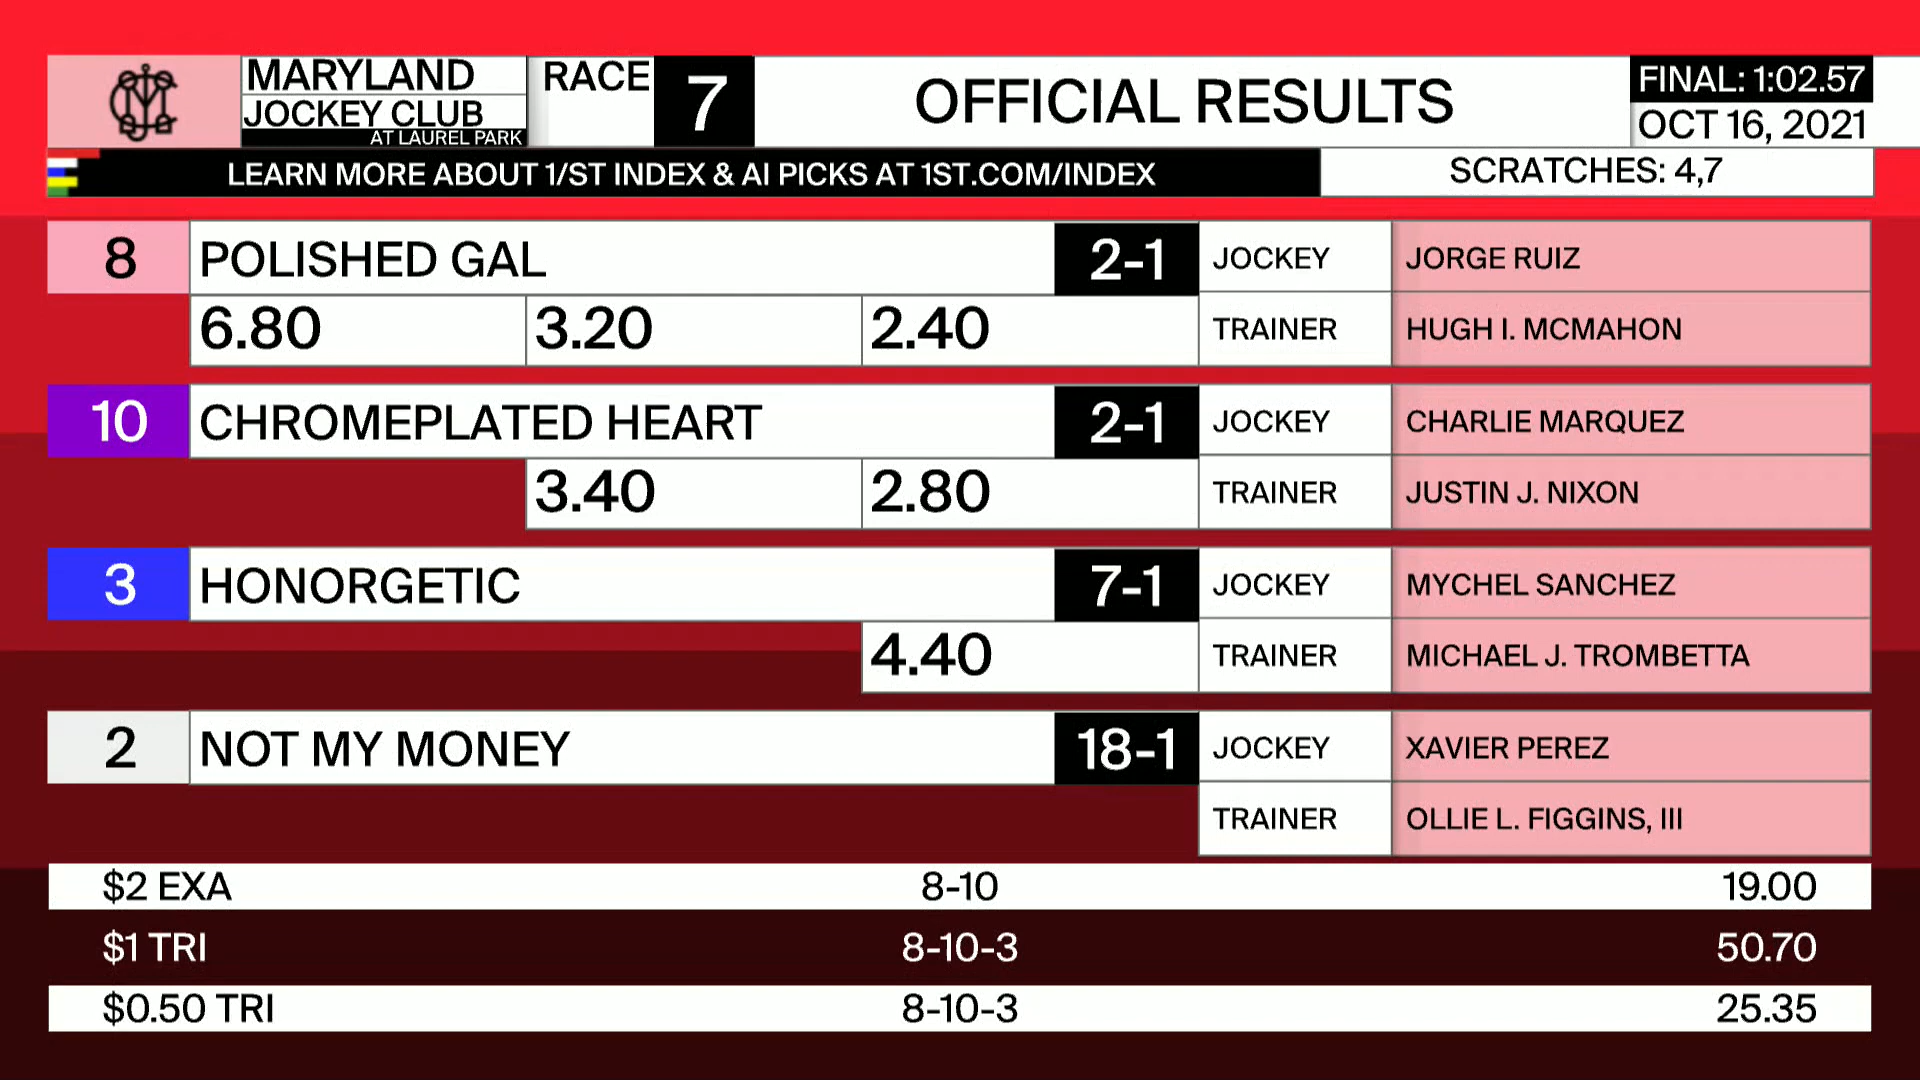 MARYLAND
JOCKEY CLUB
AT LAUREL PARK
RACE 7
OFFICIAL RESULTS
FINAL: 1:02.57
OCT 16, 2021
LEARN MORE ABOUT 1/ST INDEX & AI PICKS AT 1ST.COM/INDEX
SCRATCHES: 4,7
8 POLISHED GAL 2-1 JOCKEY JORGE RUIZ
6.80 3.20 2.40 TRAINER HUGH I. MCMAHON
10 CHROMEPLATED HEART 2-1 JOCKEY CHARLIE MARQUEZ
3.40 2.80 TRAINER JUSTIN J. NIXON
3 HONORGETIC 7-1 JOCKEY MYCHEL SANCHEZ
4.40 TRAINER MICHAEL J. TROMBETTA
2 NOT MY MONEY 18-1 JOCKEY XAVIER PEREZ
TRAINER OLLIE L. FIGGINS, III
$2 EXA 8-10 19.00
$1 TRI 8-10-3 50.70
$0.50 TRI 8-10-3 25.35